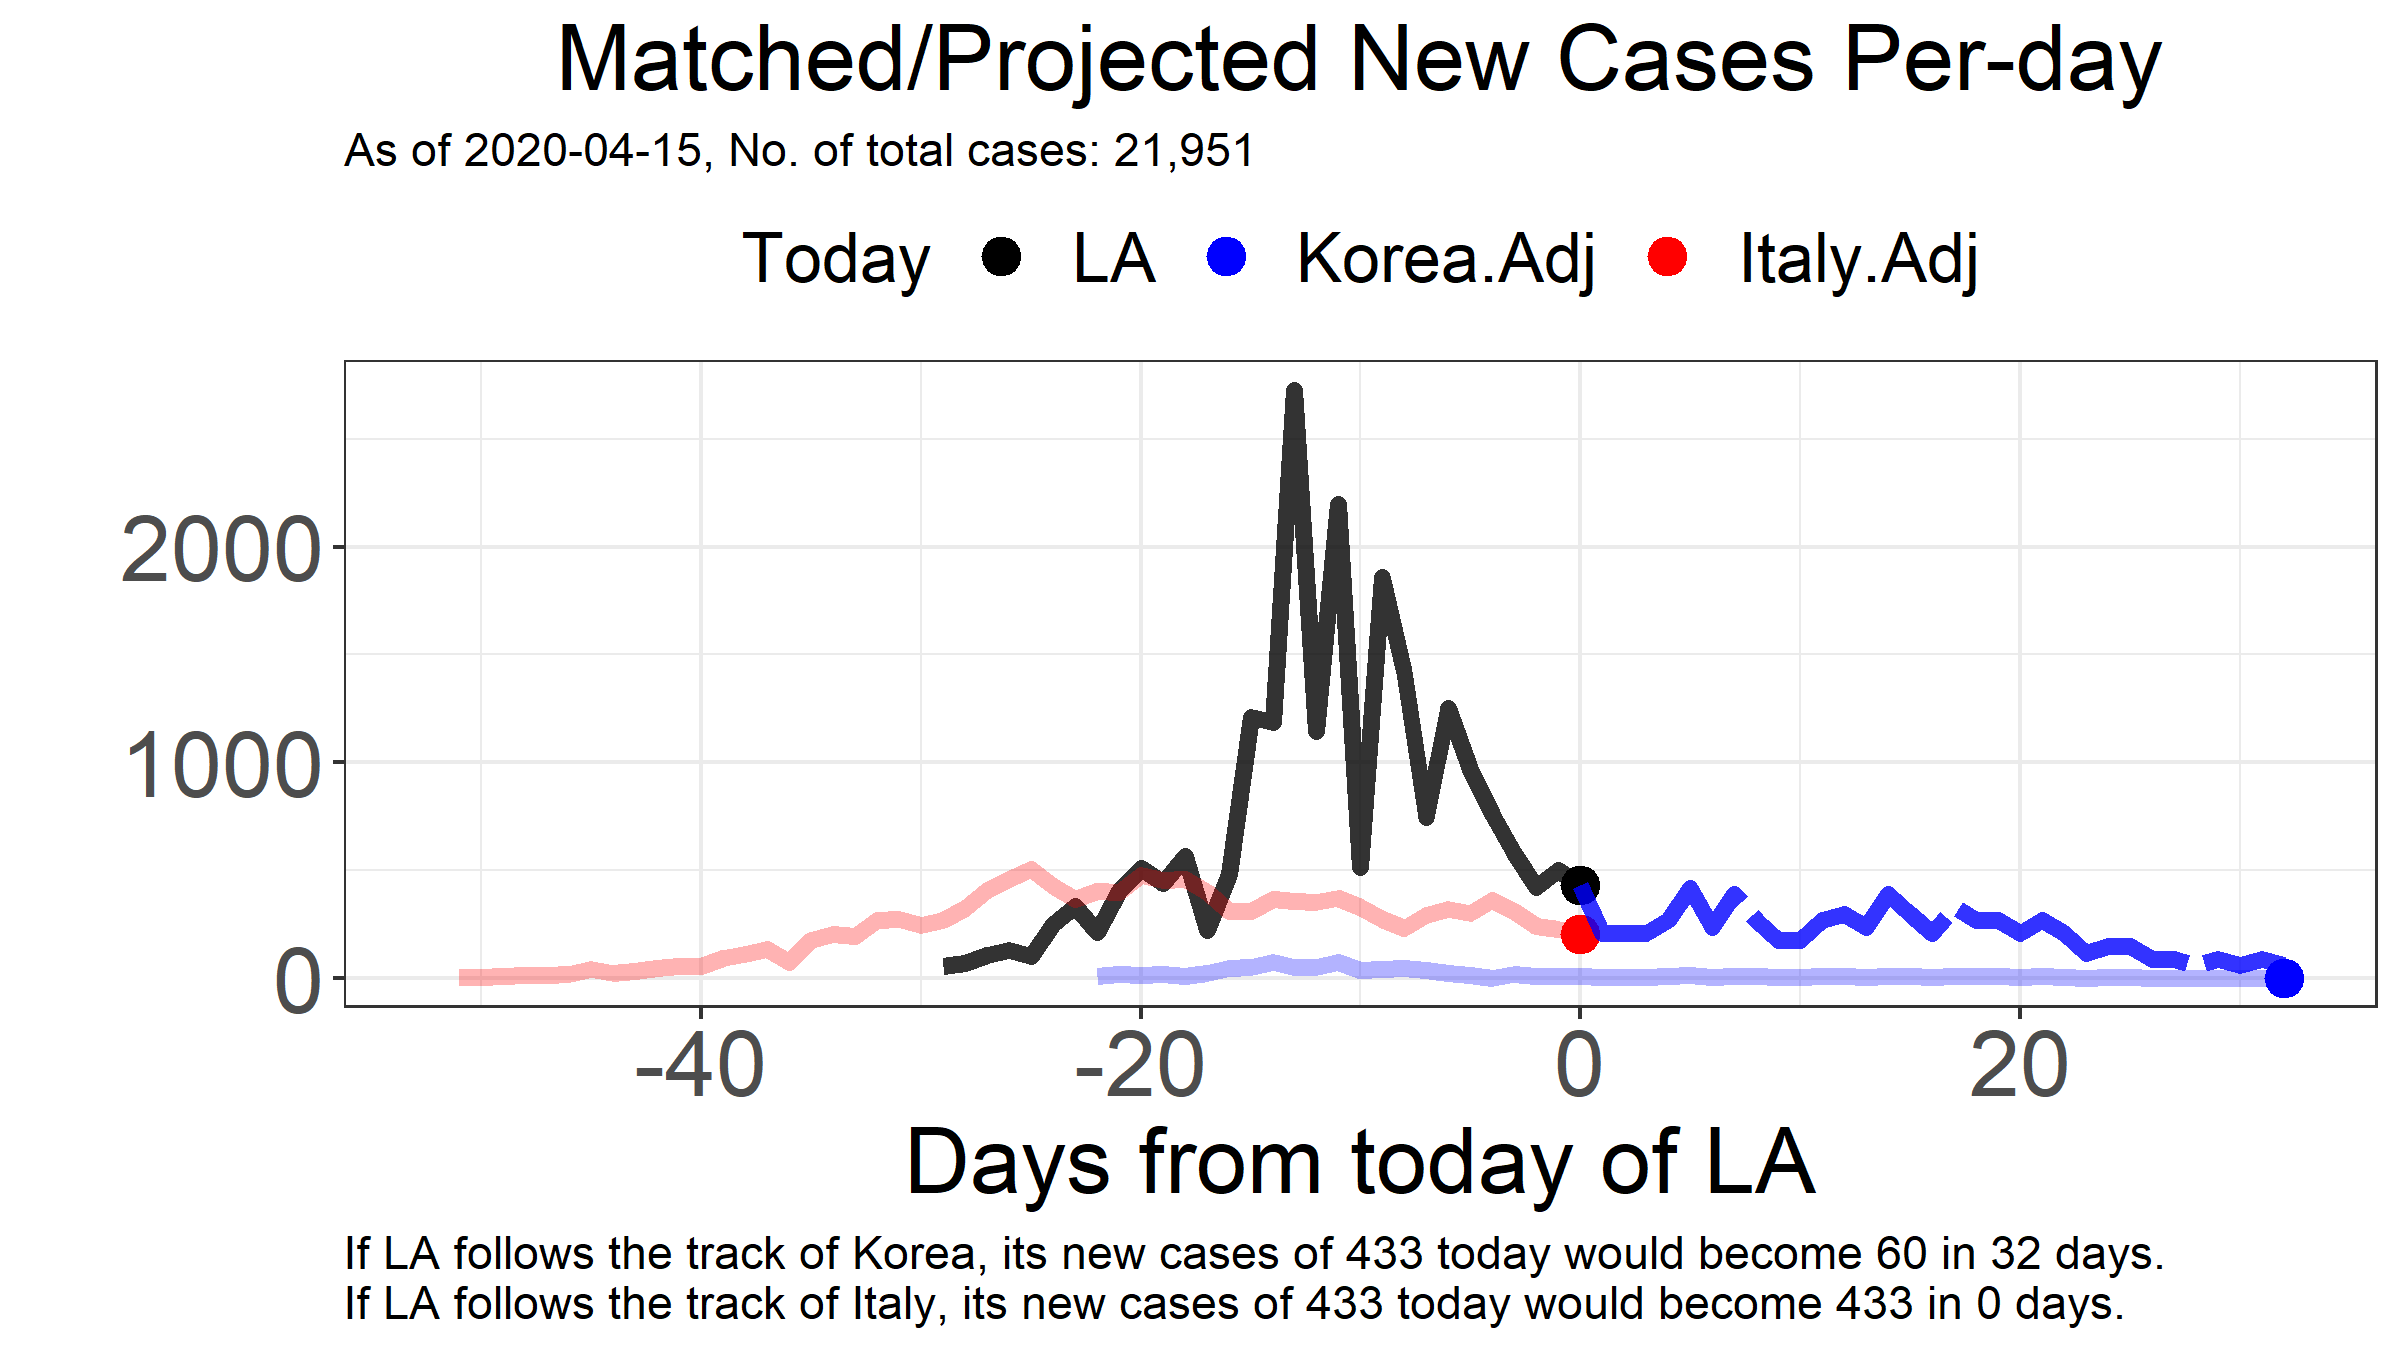 Matched/Projected New Cases Per-day
As of 2020-04-15, No. of total cases: 21,951
Today LA Korea.Adj Italy.Adj
2000
1000
0
-40 -20 0 20
Days from today of LA
If LA follows the track of Korea, its new cases of 433 today would become 60 in 32 days.
If LA follows the track of Italy, its new cases of 433 today would become 433 in 0 days.